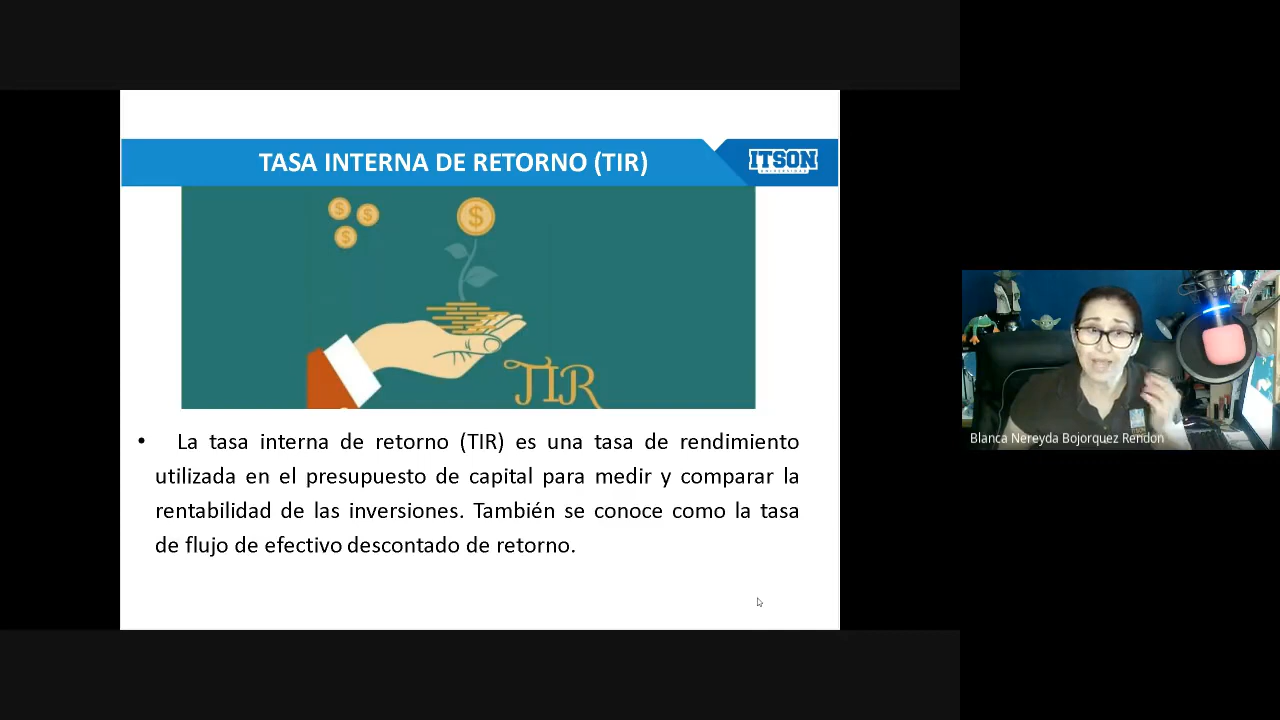 TASA INTERNA DE RETORNO (TIR)
ITSON
$
$
$
$
TIR
• La tasa interna de retorno (TIR) es una tasa de rendimiento
utilizada en el presupuesto de capital para medir y comparar la
rentabilidad de las inversiones. También se conoce como la tasa
de flujo de efectivo descontado de retorno.
Blanca Nereyda Bojorquez Rendon